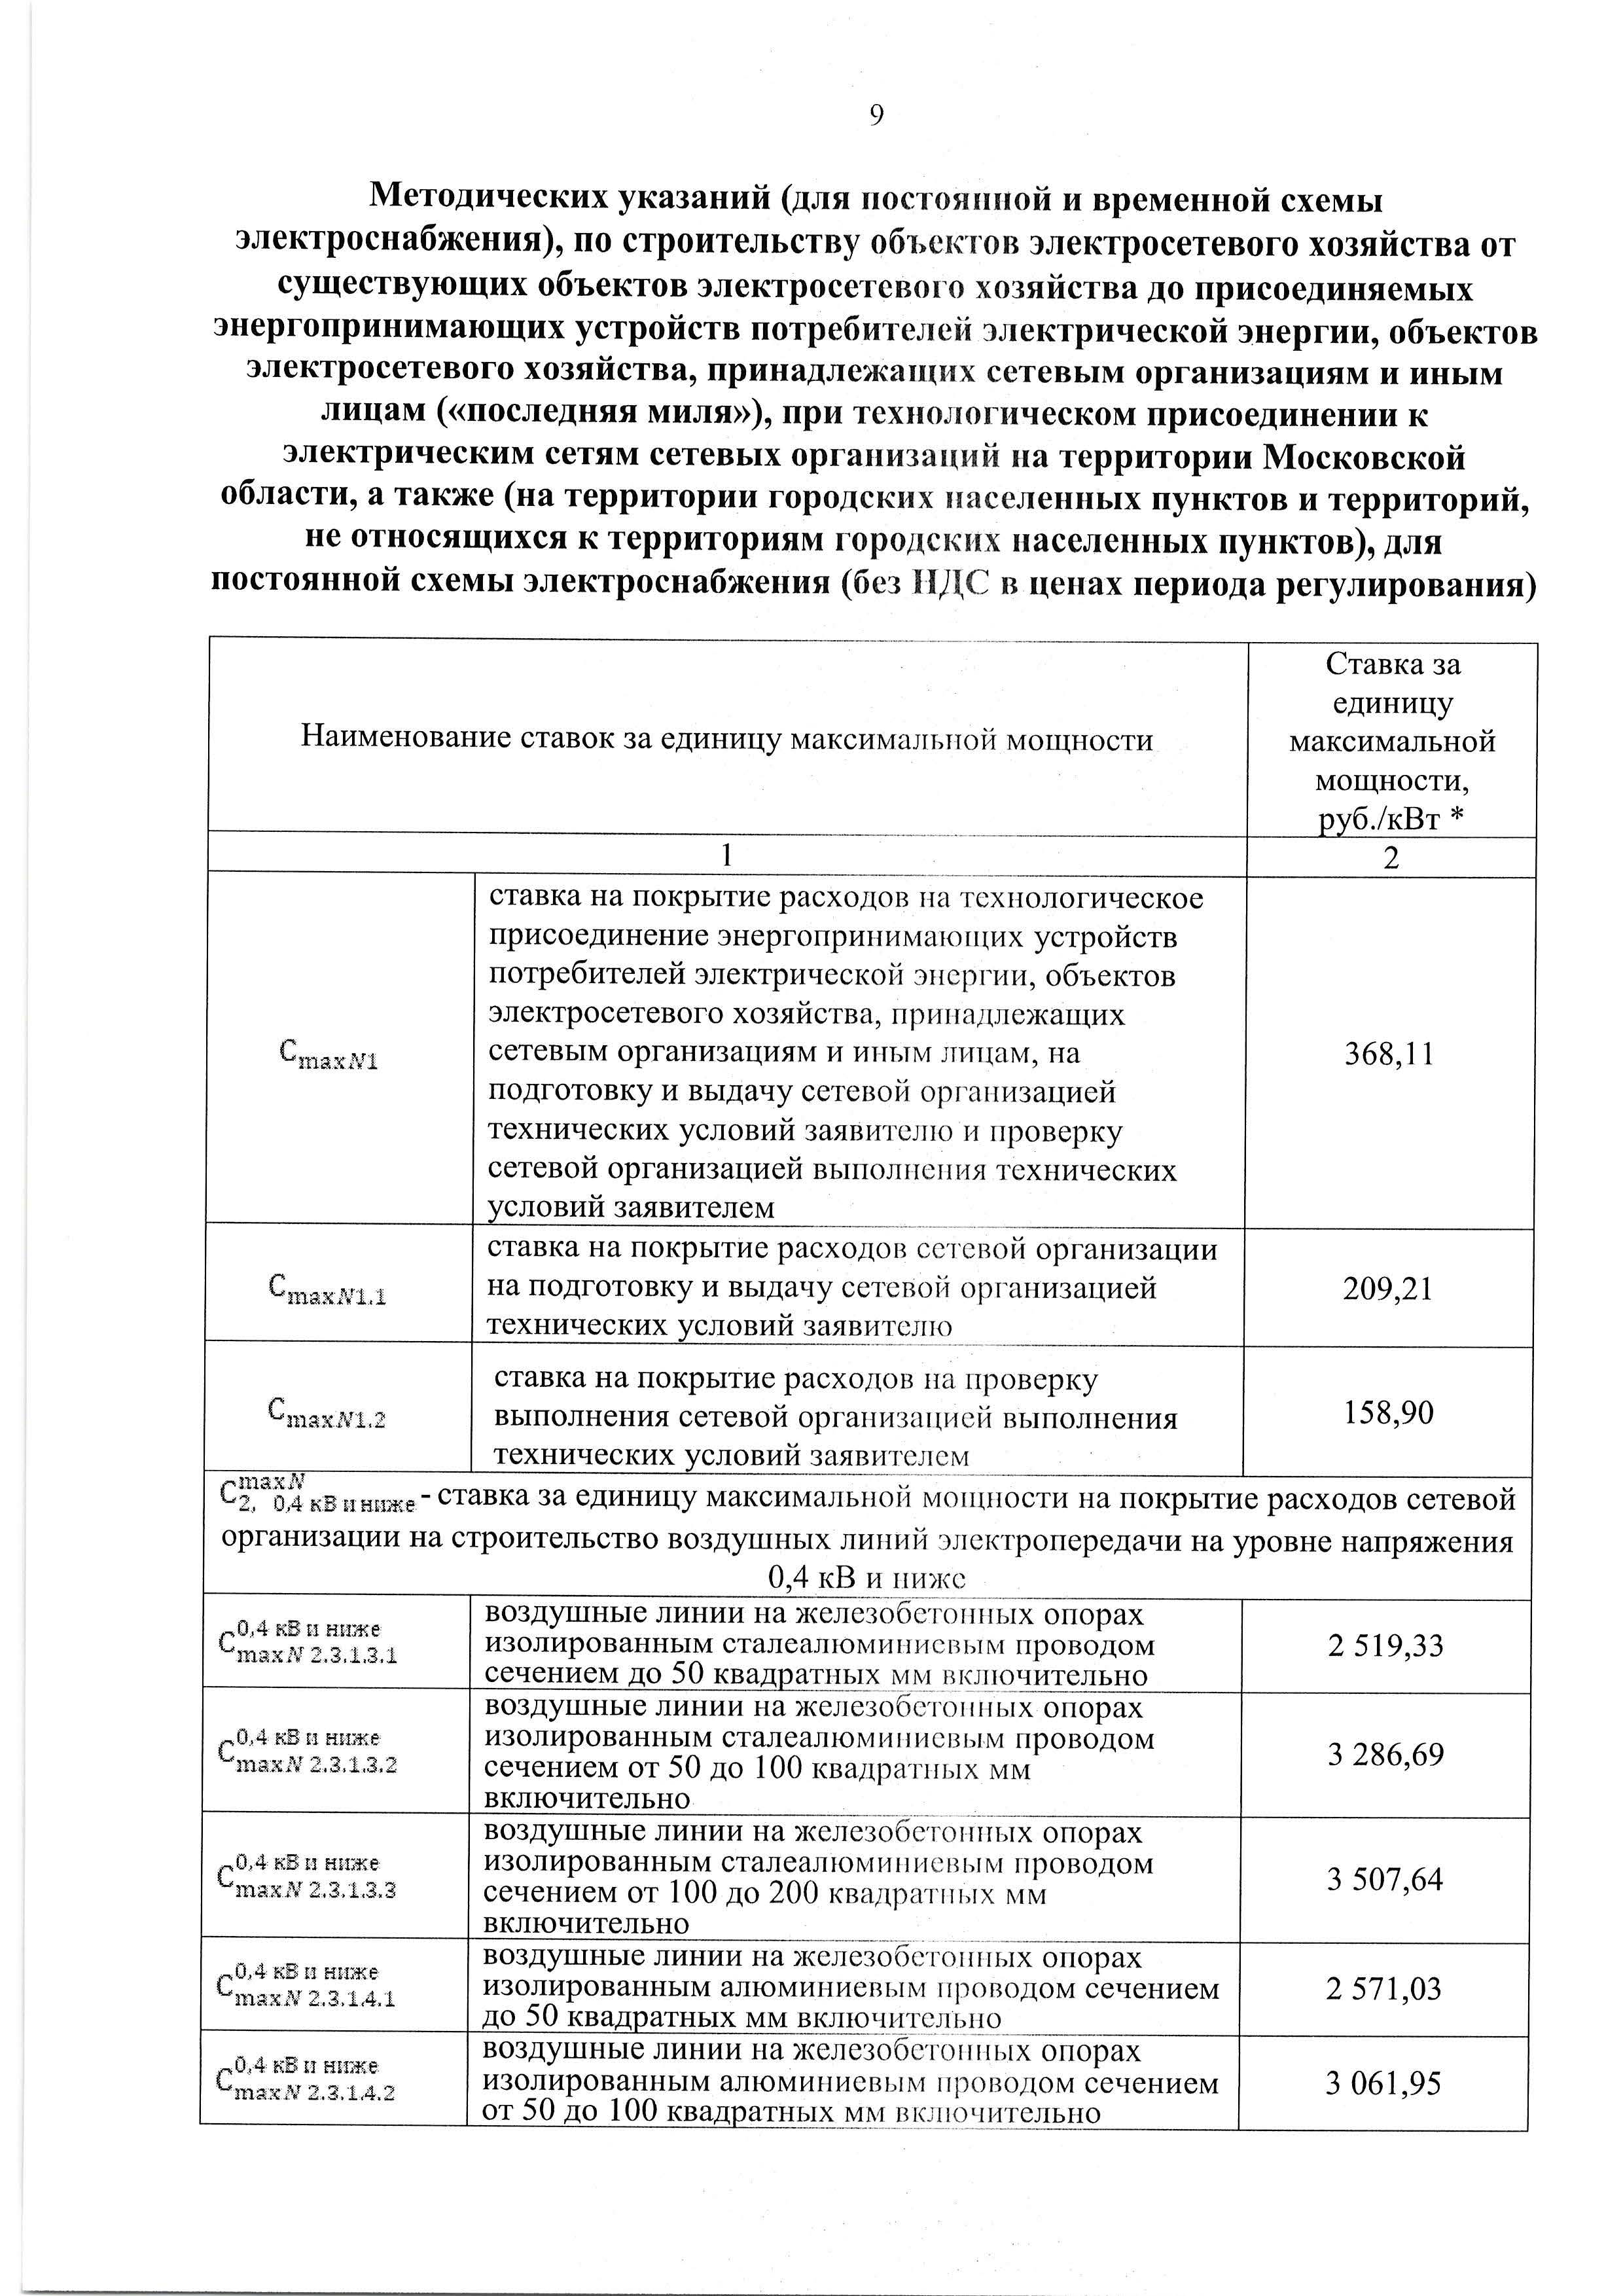 9
Методических указаний (для постоянной и временной схемы
электроснабжения), по строительству объектов электросетевого хозяйства от
существующих объектов электросетевого хозяйства до присоединяемых
энергопринимающих устройств потребителей электрической энергии, объектов
электросетевого хозяйства, принадлежащих сетевым организациям и иным
лицам («последняя миля»), при технологическом присоединении к
электрическим сетям сетевых организаций на территории Московской
области, а также (на территории городских населенных пунктов и территорий,
не относящихся к территориям городских населенных пунктов), для
постоянной схемы электроснабжения (без НДС в ценах периода регулирования)
Наименование ставок за единицу максимальной мощности
Ставка за
единицу
максимальной
мощности,
руб./кВт *
1
2
CmaxN1
ставка на покрытие расходов на технологическое
присоединение энергопринимающих устройств
потребителей электрической энергии, объектов
электросетевого хозяйства, принадлежащих
сетевым организациям и иным лицам, на
подготовку и выдачу сетевой организацией
технических условий заявителю и проверку
сетевой организацией выполнения технических
условий заявителем
368,11
CmaxN1.1
ставка на покрытие расходов сетевой организации
на подготовку и выдачу сетевой организацией
технических условий заявителю
209,21
CmaxN1.2
ставка на покрытие расходов на проверку
выполнения сетевой организацией выполнения
технических условий заявителем
158,90
C maxN 2, 0,4 кВ и ниже - ставка за единицу максимальной мощности на покрытие расходов сетевой
организации на строительство воздушных линий электропередачи на уровне напряжения
0,4 кВ и ниже
C 0,4 кВ и ниже
maxN 2.3.1.3.1
воздушные линии на железобетонных опорах
изолированным сталеалюминиевым проводом
сечением до 50 квадратных мм включительно
2 519,33
C 0,4 кВ и ниже
maxN 2.3.1.3.2
воздушные линии на железобетонных опорах
изолированным сталеалюминиевым проводом
сечением от 50 до 100 квадратных мм
включительно
3 286,69
C 0,4 кВ и ниже
maxN 2.3.1.3.3
воздушные линии на железобетонных опорах
изолированным сталеалюминиевым проводом
сечением от 100 до 200 квадратных мм
включительно
3 507,64
C 0,4 кВ и ниже
maxN 2.3.1.4.1
воздушные линии на железобетонных опорах
изолированным алюминиевым проводом сечением
до 50 квадратных мм включительно
2 571,03
C 0,4 кВ и ниже
maxN 2.3.1.4.2
воздушные линии на железобетонных опорах
изолированным алюминиевым проводом сечением
от 50 до 100 квадратных мм включительно
3 061,95